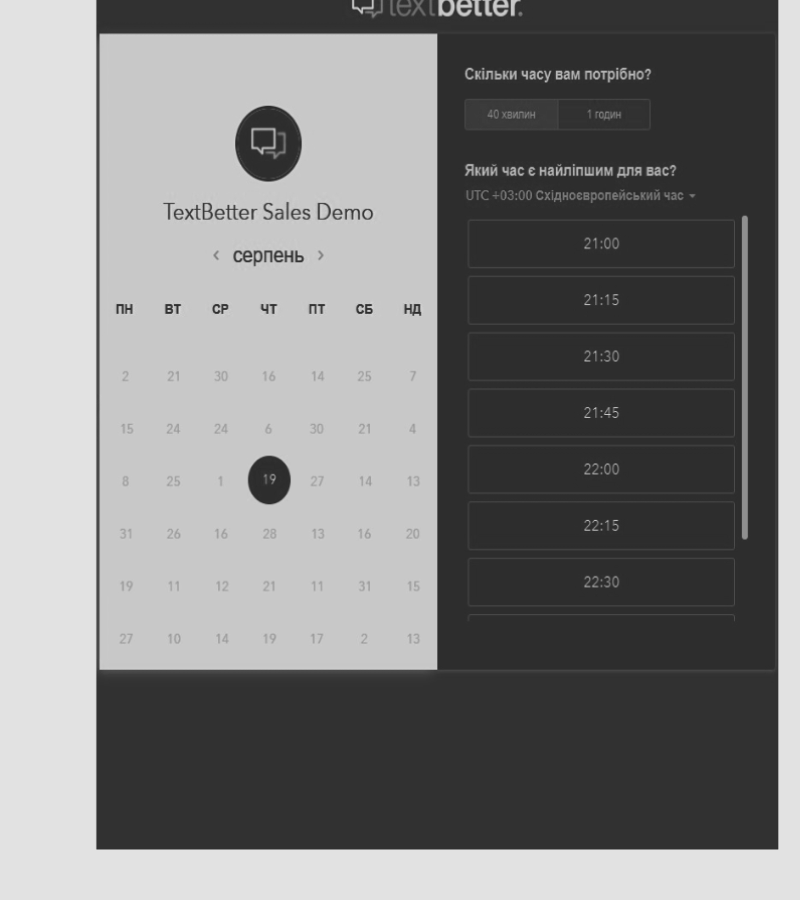 textbetter.
TextBetter Sales Demo
‹ серпень ›
ПН ВТ СР ЧТ ПТ СБ НД
2 21 30 16 14 25 7
15 24 24 6 30 21 4
8 25 1 19 27 14 13
31 26 16 28 13 16 20
19 11 12 21 11 31 15
27 10 14 19 17 2 13
Скільки часу вам потрібно?
40 хвилин 1 годин
Який час є найліпшим для вас?
UTC +03:00 Східноєвропейський час
21:00
21:15
21:30
21:45
22:00
22:15
22:30